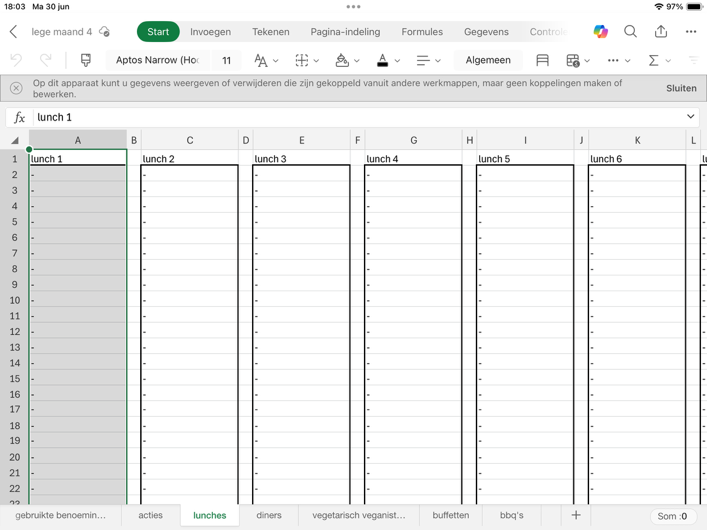 18:03 Ma 30 jun 97%
lege maand 4 Start Invoegen Tekenen Pagina-indeling Formules Gegevens Control
Aptos Narrow (Ho 11 Algemeen
Op dit apparaat kunt u gegevens weergeven of verwijderen die zijn gekoppeld vanuit andere werkmappen, maar geen koppelingen maken of
bewerken.
Sluiten
fx lunch 1
A B C D E F G H I J K L
1 lunch 1 lunch 2 lunch 3 lunch 4 lunch 5 lunch 6
2 - - - - - - -
3 - - - - - - -
4 - - - - - - -
5 - - - - - - -
6 - - - - - - -
7 - - - - - - -
8 - - - - - - -
9 - - - - - - -
10 - - - - - - -
11 - - - - - - -
12 - - - - - - -
13 - - - - - - -
14 - - - - - - -
15 - - - - - - -
16 - - - - - - -
17 - - - - - - -
18 - - - - - - -
19 - - - - - - -
20 - - - - - - -
21 - - - - - - -
22 - - - - - - -
23
gebruikte benoemin... acties lunches diners vegetarisch veganist... buffetten bbq's + Som :0